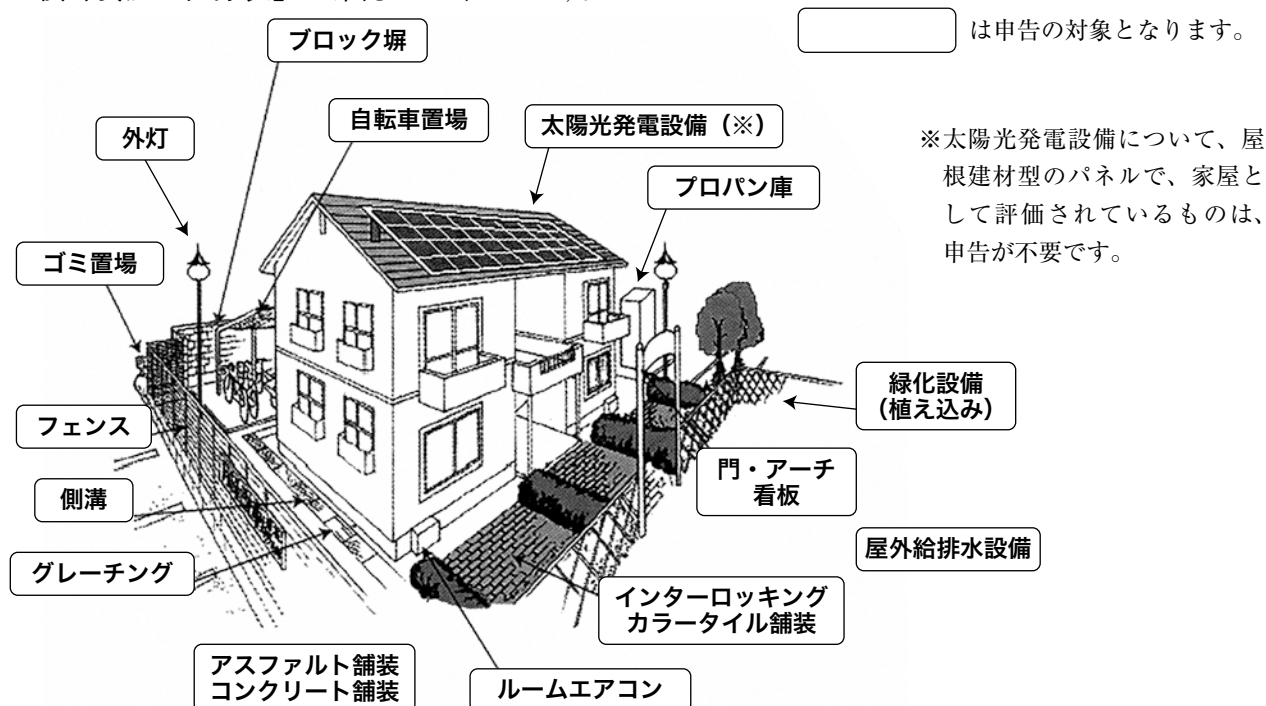 は申告の対象となります。
ブロック塀
自転車置場
太陽光発電設備（※）
外灯
プロパン庫
※太陽光発電設備について、屋
根建材型のパネルで、家屋と
して評価されているものは、
申告が不要です。
ゴミ置場
緑化設備
(植え込み)
フェンス
門・アーチ
看板
側溝
屋外給排水設備
グレーチング
インターロッキング
カラータイル舗装
アスファルト舗装
コンクリート舗装
ルームエアコン